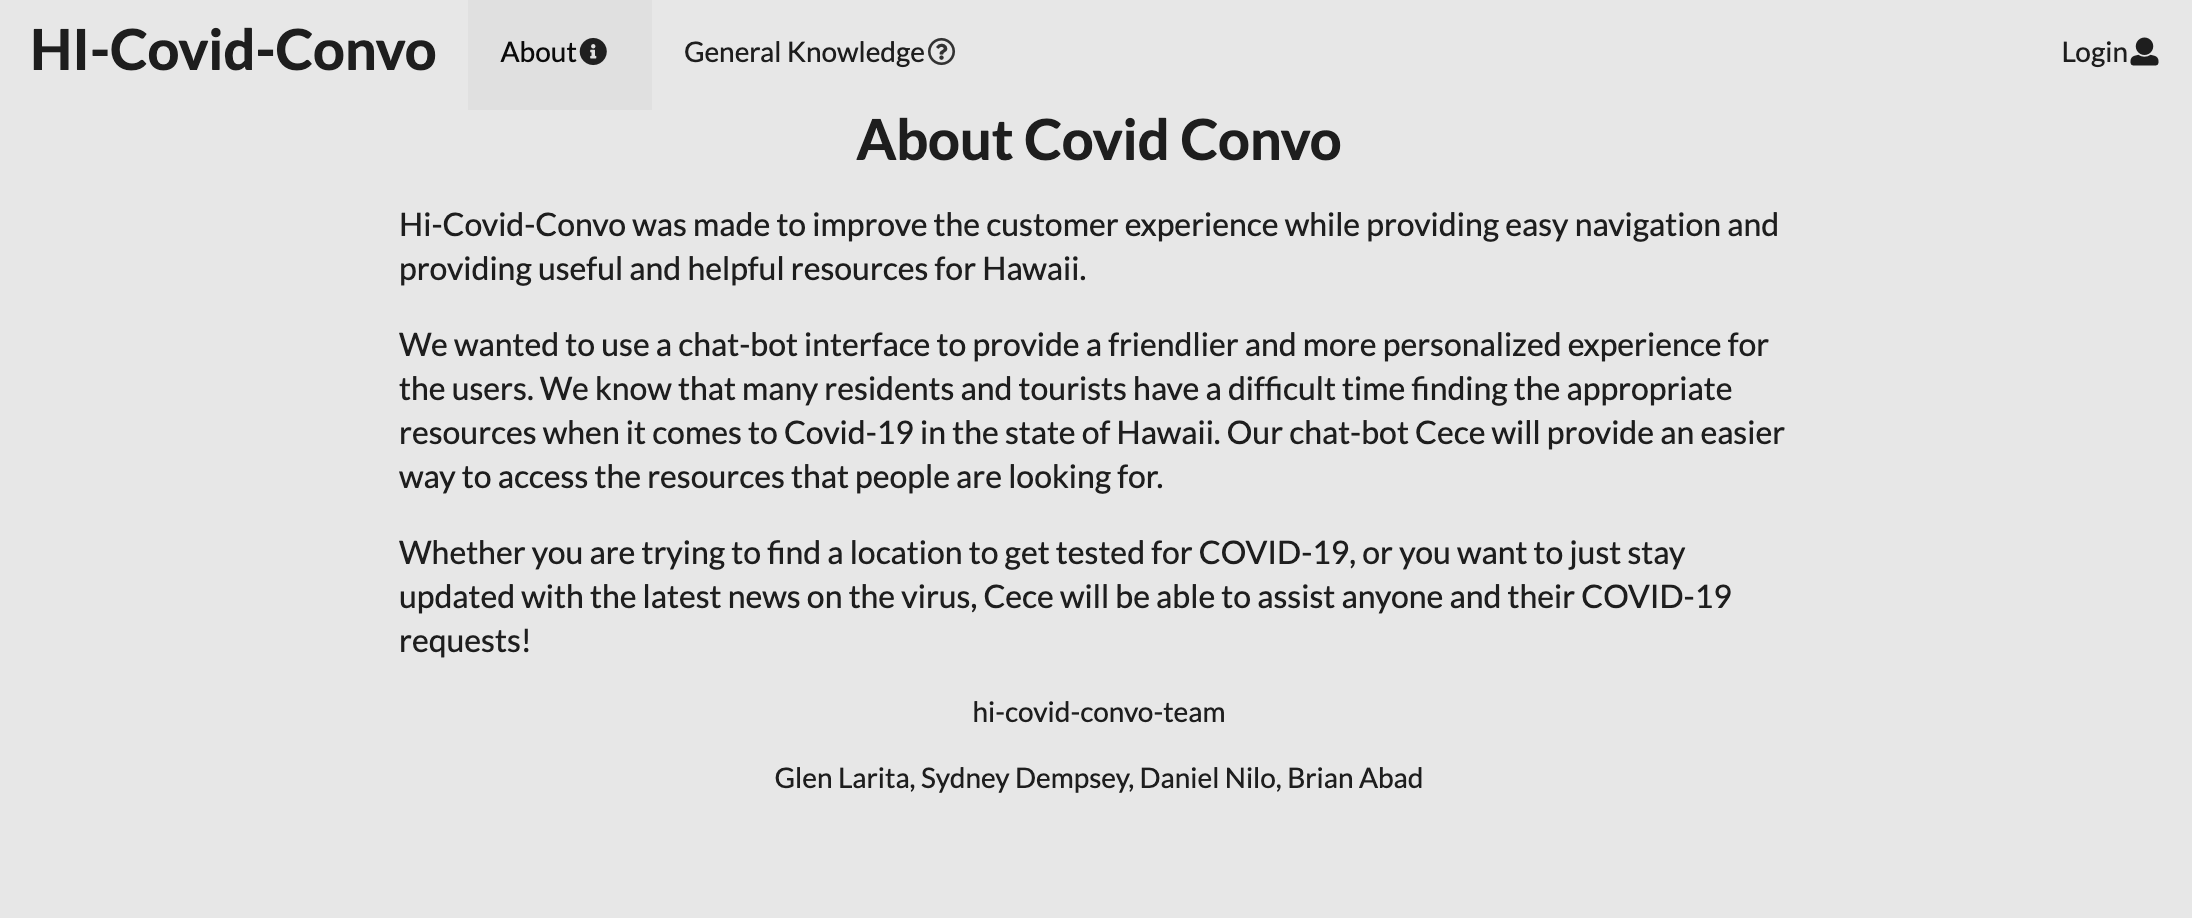 HI-Covid-Convo
About
General Knowledge
Login
About Covid Convo
Hi-Covid-Convo was made to improve the customer experience while providing easy navigation and
providing useful and helpful resources for Hawaii.
We wanted to use a chat-bot interface to provide a friendlier and more personalized experience for
the users. We know that many residents and tourists have a difficult time finding the appropriate
resources when it comes to Covid-19 in the state of Hawaii. Our chat-bot Cece will provide an easier
way to access the resources that people are looking for.
Whether you are trying to find a location to get tested for COVID-19, or you want to just stay
updated with the latest news on the virus, Cece will be able to assist anyone and their COVID-19
requests!
hi-covid-convo-team
Glen Larita, Sydney Dempsey, Daniel Nilo, Brian Abad